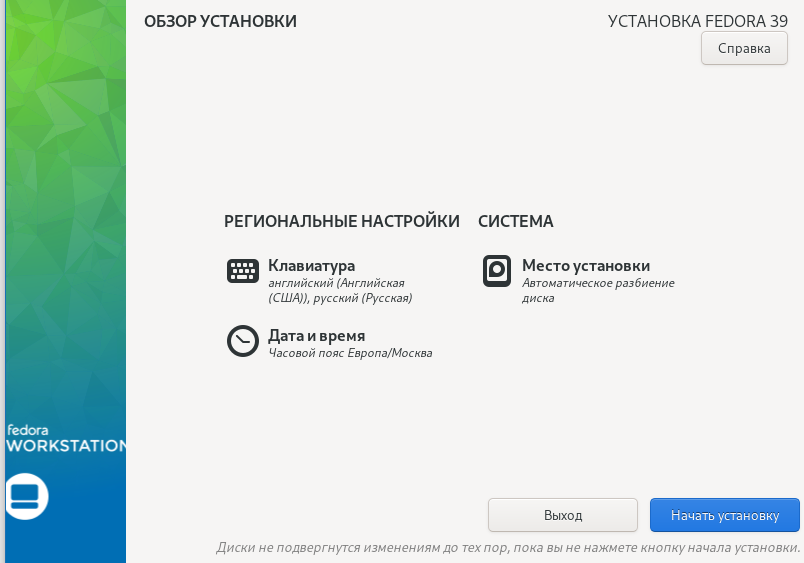 ОБЗОР УСТАНОВКИ
УСТАНОВКА FEDORA 39
Справка
РЕГИОНАЛЬНЫЕ НАСТРОЙКИ
Клавиатура
английский (Английская
(США)), русский (Русская)
Дата и время
Часовой пояс Европа/Москва
СИСТЕМА
Место установки
Автоматическое разбиение
диска
fedora
WORKSTATION
Выход
Начать установку
Диски не подвергнутся изменениям до тех пор, пока вы не нажмете кнопку начала установки.